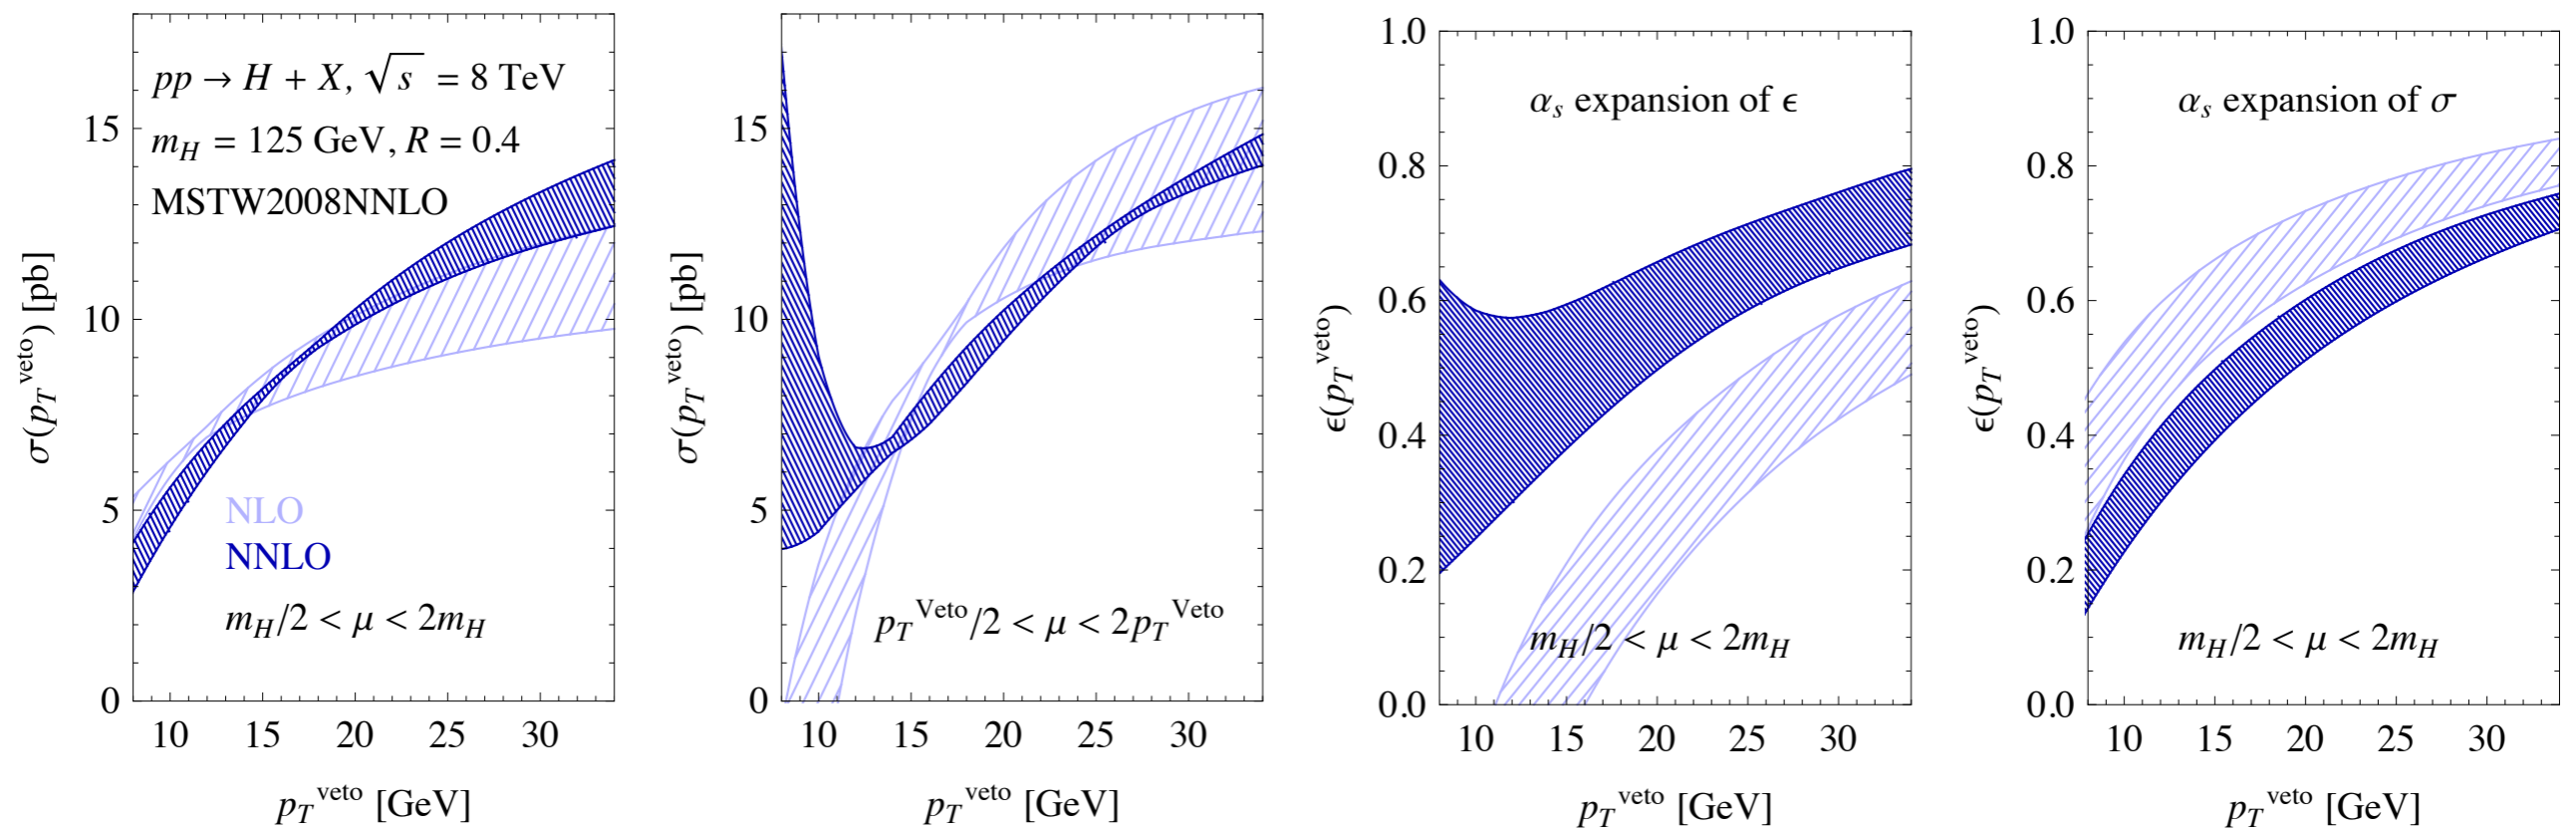 pp → H + X, √s = 8 TeV
m_H = 125 GeV, R = 0.4
MSTW2008NNLO
NLO
NNLO
m_H/2 < μ < 2m_H
σ(p_T^veto) [pb]
15
10
5
0
10 15 20 25 30
p_T^veto [GeV]
p_T^Veto/2 < μ < 2p_T^Veto
σ(p_T^veto) [pb]
15
10
5
0
10 15 20 25 30
p_T^veto [GeV]
α_s expansion of ϵ
m_H/2 < μ < 2m_H
ϵ(p_T^veto)
1.0
0.8
0.6
0.4
0.2
0.0
10 15 20 25 30
p_T^veto [GeV]
α_s expansion of σ
m_H/2 < μ < 2m_H
ϵ(p_T^veto)
1.0
0.8
0.6
0.4
0.2
0.0
10 15 20 25 30
p_T^veto [GeV]